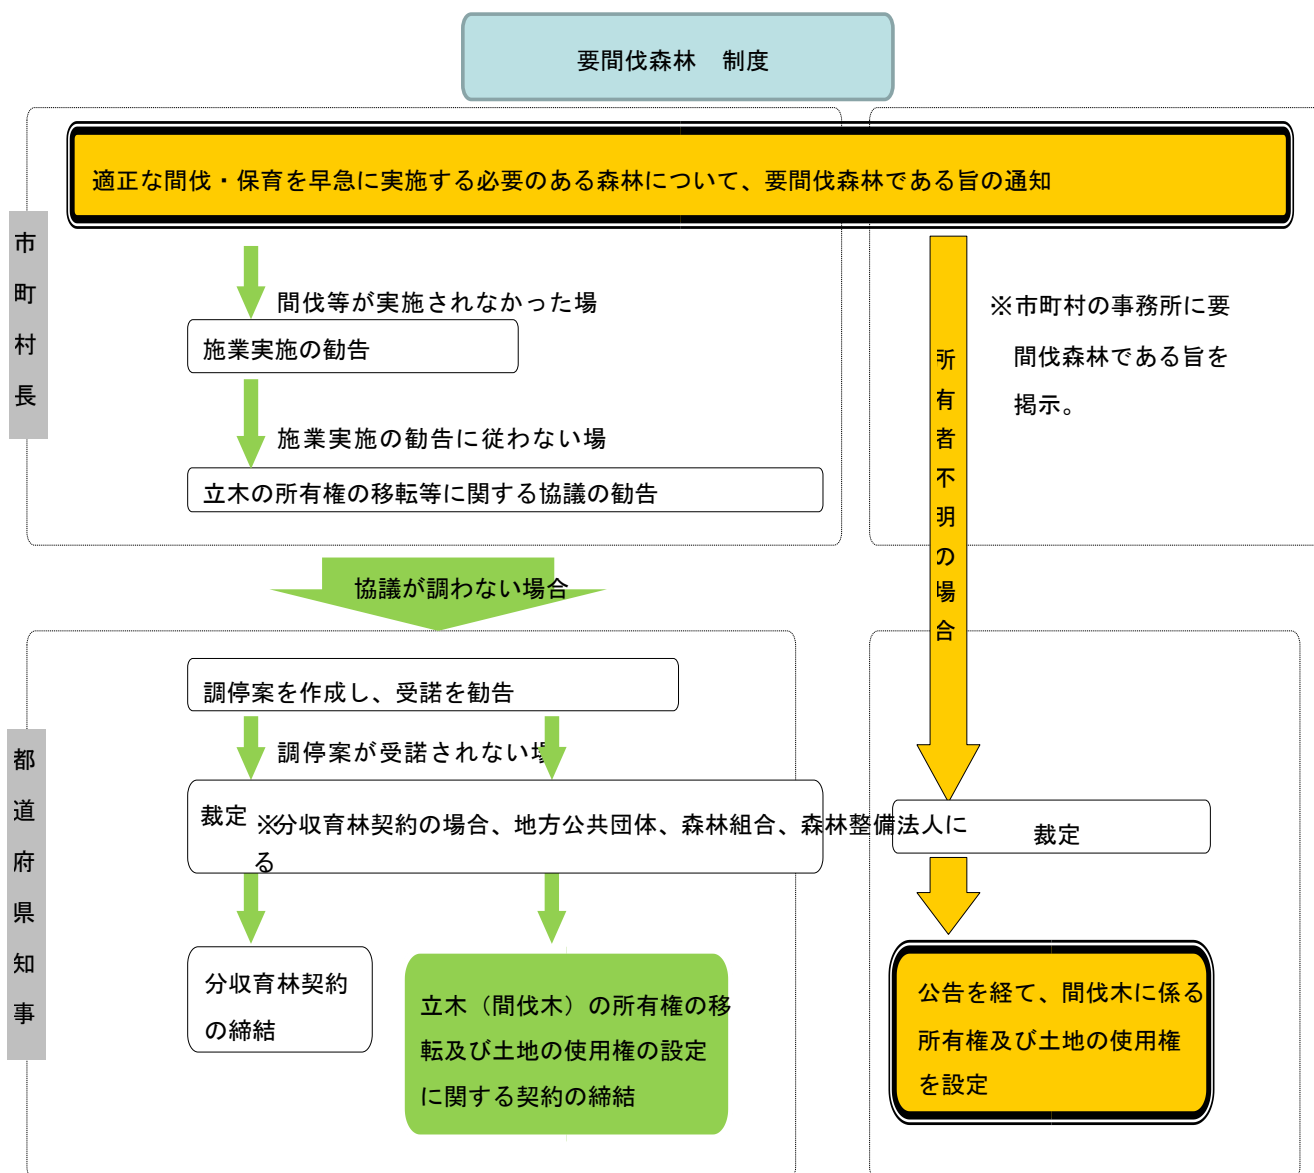 要間伐森林　制度
適正な間伐・保育を早急に実施する必要のある森林について、要間伐森林である旨の通知
市町村長
間伐等が実施されなかった場
施業実施の勧告
施業実施の勧告に従わない場
立木の所有権の移転等に関する協議の勧告
所有者不明の場合
※市町村の事務所に要
間伐森林である旨を
掲示。
協議が調わない場合
都道府県知事
調停案を作成し、受諾を勧告
調停案が受諾されない場
裁定 ※分収育林契約の場合、地方公共団体、森林組合、森林整備法人に
る
裁定
分収育林契約
の締結
立木（間伐木）の所有権の移
転及び土地の使用権の設定
に関する契約の締結
公告を経て、間伐木に係る
所有権及び土地の使用権
を設定